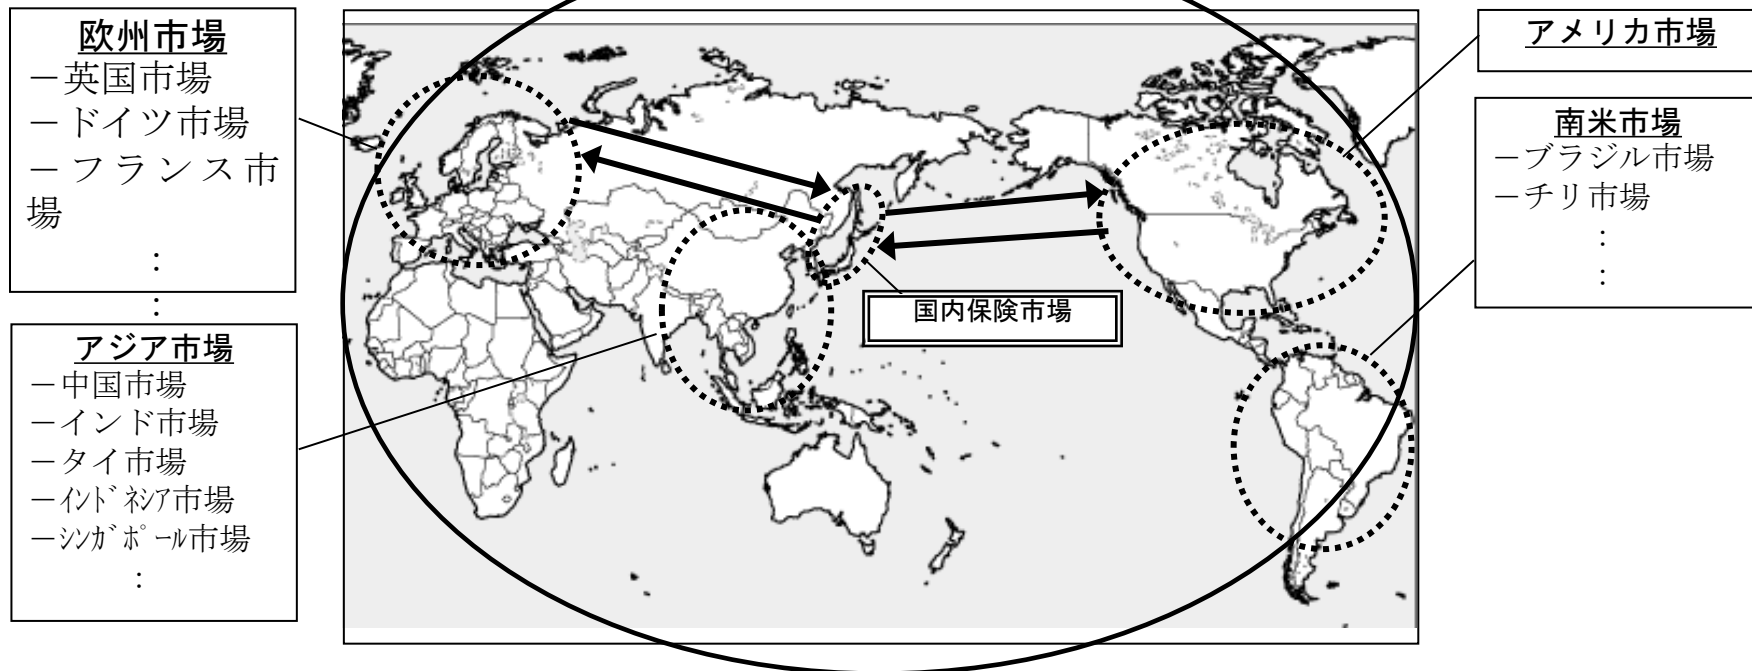 欧州市場
－英国市場
－ドイツ市場
－フランス市
場
：
：
アジア市場
－中国市場
－インド市場
－タイ市場
－インドネシア市場
－シンガポール市場
：
国内保険市場
アメリカ市場
南米市場
－ブラジル市場
－チリ市場
：
：